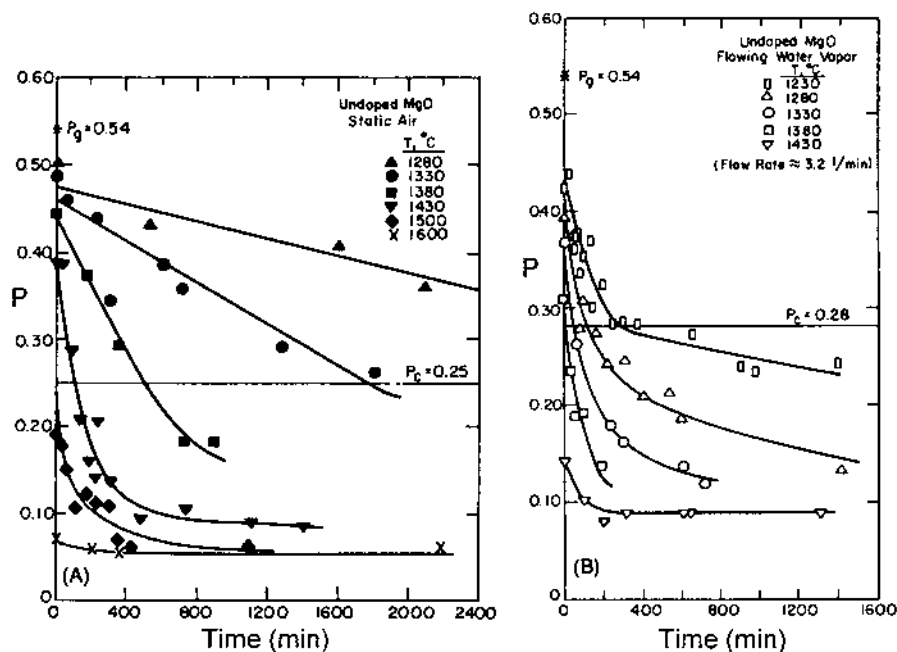 0.60
0.50
0.40
P
0.30
0.20
0.10
0
Pg = 0.54
Undoped MgO
Static Air
T, °C
1280
1330
1380
1430
1500
1600
Pc = 0.25
(A)
0 400 800 1200 1600 2000 2400
Time (min)
0.60
0.50
0.40
P
0.30
0.20
0.10
0
Pg = 0.54
Undoped MgO
Flowing Water Vapor
T, °C
1230
1280
1330
1380
1430
(Flow Rate ≈ 3.2 l/min)
Pc = 0.28
(B)
0 400 800 1200 1600
Time (min)